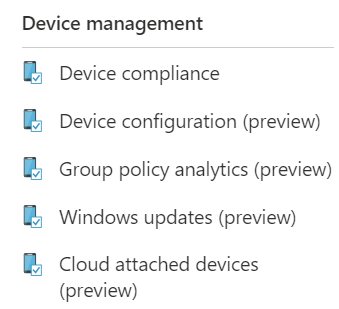 Device management
Device compliance
Device configuration (preview)
Group policy analytics (preview)
Windows updates (preview)
Cloud attached devices
(preview)